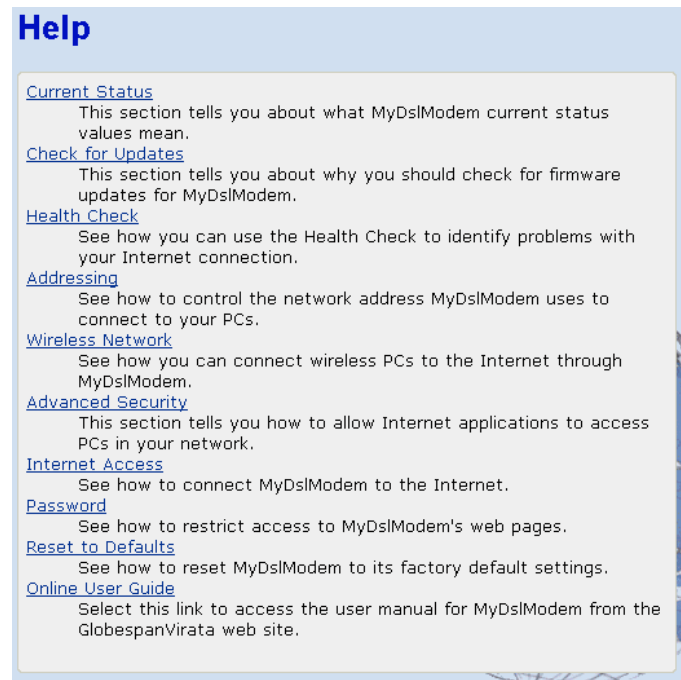 Help
Current Status
This section tells you about what MyDslModem current status
values mean.
Check for Updates
This section tells you about why you should check for firmware
updates for MyDslModem.
Health Check
See how you can use the Health Check to identify problems with
your Internet connection.
Addressing
See how to control the network address MyDslModem uses to
connect to your PCs.
Wireless Network
See how you can connect wireless PCs to the Internet through
MyDslModem.
Advanced Security
This section tells you how to allow Internet applications to access
PCs in your network.
Internet Access
See how to connect MyDslModem to the Internet.
Password
See how to restrict access to MyDslModem's web pages.
Reset to Defaults
See how to reset MyDslModem to its factory default settings.
Online User Guide
Select this link to access the user manual for MyDslModem from the
GlobespanVirata web site.